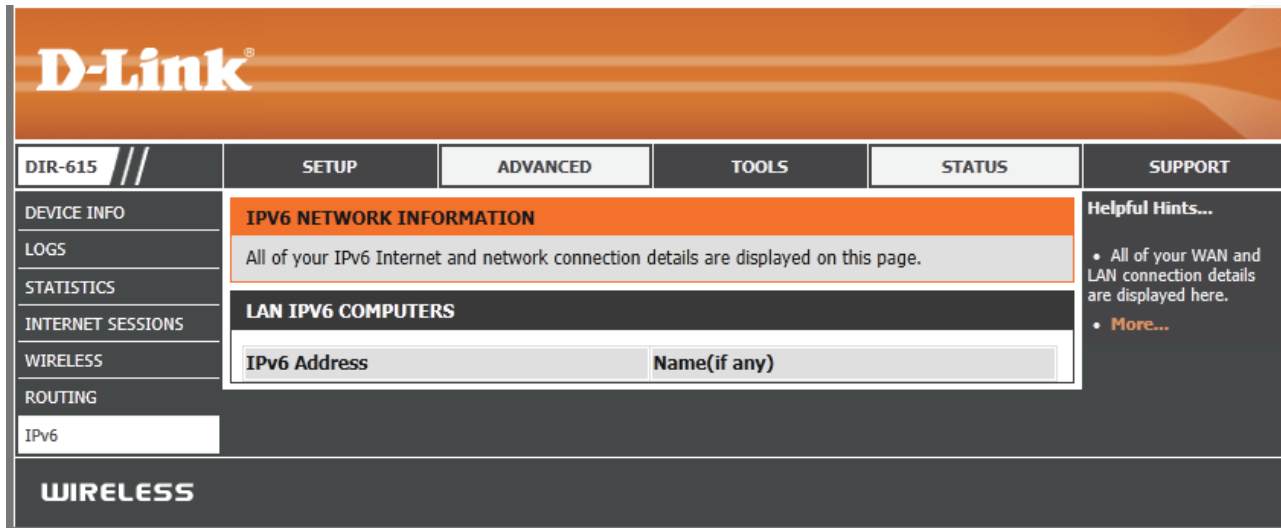 D-Link®
DIR-615 /// SETUP ADVANCED TOOLS STATUS SUPPORT
DEVICE INFO
LOGS
STATISTICS
INTERNET SESSIONS
WIRELESS
ROUTING
IPv6
IPV6 NETWORK INFORMATION
All of your IPv6 Internet and network connection details are displayed on this page.
LAN IPV6 COMPUTERS
IPv6 Address Name(if any)
Helpful Hints...
• All of your WAN and
LAN connection details
are displayed here.
• More...
WIRELESS